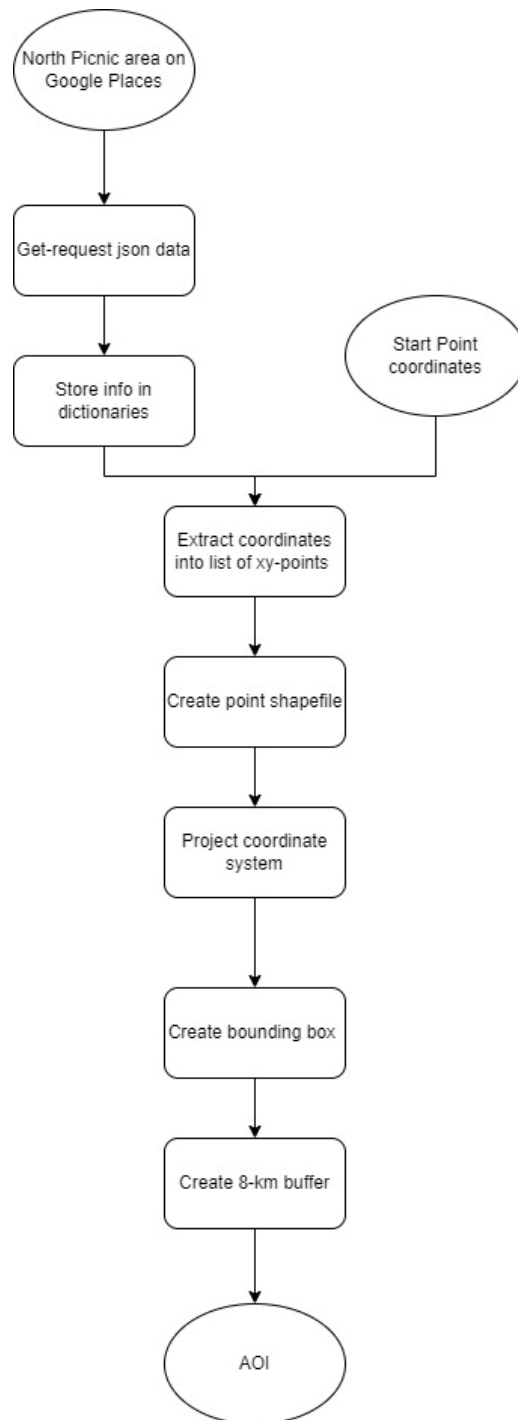 North Picnic area on
Google Places
Get-request json data
Store info in
dictionaries
Start Point
coordinates
Extract coordinates
into list of xy-points
Create point shapefile
Project coordinate
system
Create bounding box
Create 8-km buffer
AOI